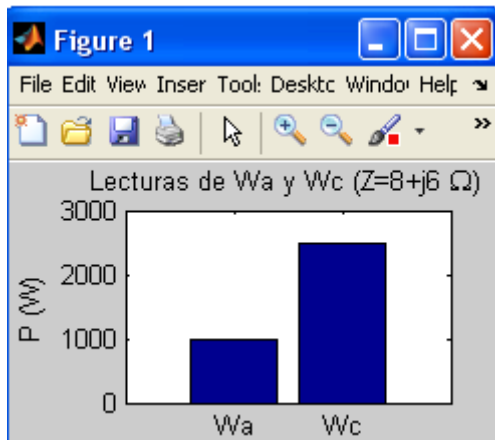 Figure 1
File Edit View Inser Tool: Desktc Windo Help
Lecturas de Wa y Wc (Z=8+j6 Ω)
3000
2000
1000
0
P (W)
Wa Wc